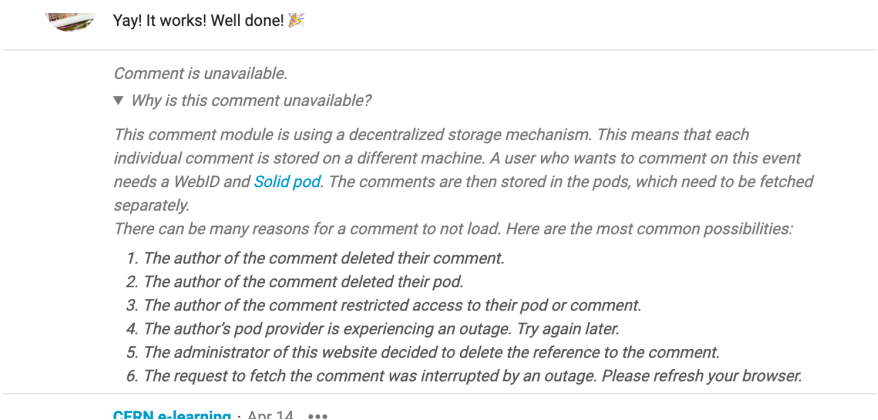 Yay! It works! Well done! 🎉
Comment is unavailable.
▼ Why is this comment unavailable?
This comment module is using a decentralized storage mechanism. This means that each
individual comment is stored on a different machine. A user who wants to comment on this event
needs a WebID and Solid pod. The comments are then stored in the pods, which need to be fetched
separately.
There can be many reasons for a comment to not load. Here are the most common possibilities:
1. The author of the comment deleted their comment.
2. The author of the comment deleted their pod.
3. The author of the comment restricted access to their pod or comment.
4. The author's pod provider is experiencing an outage. Try again later.
5. The administrator of this website decided to delete the reference to the comment.
6. The request to fetch the comment was interrupted by an outage. Please refresh your browser.
CERN e-learning · Apr 14 •••